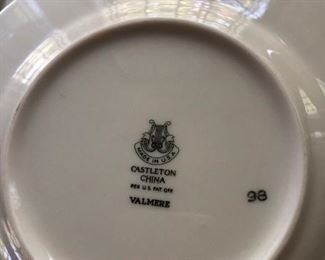 MADE IN U.S.A.
CASTLETON
CHINA
REG U.S. PAT. OFF.
VALMERE
98